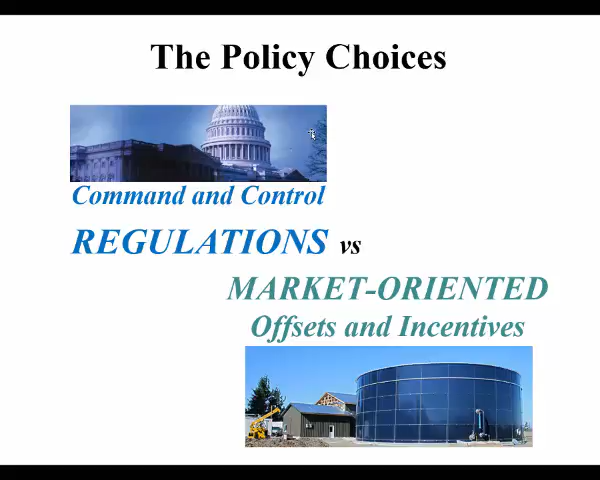 The Policy Choices
Command and Control
REGULATIONS vs
MARKET-ORIENTED
Offsets and Incentives